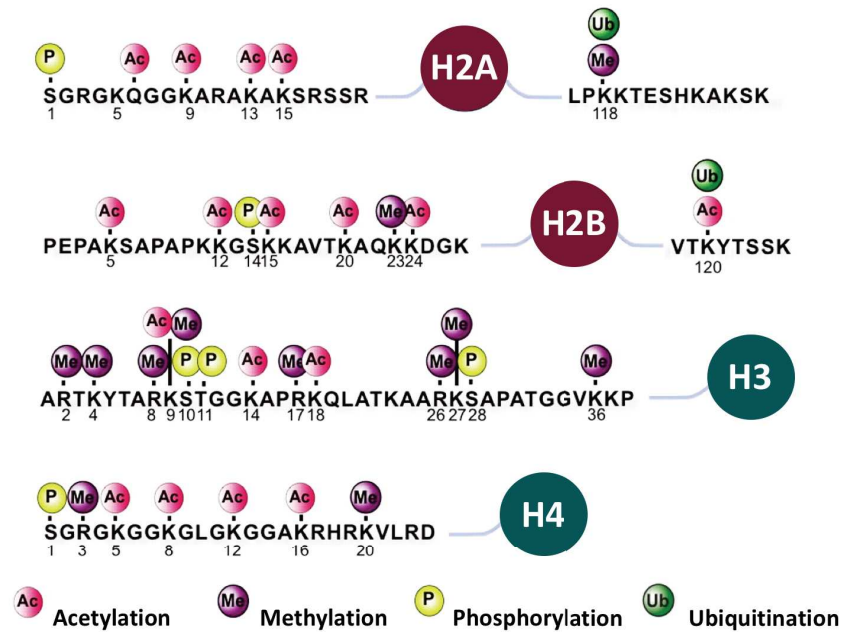 P Ac Ac Ac Ac Ub
Me
H2A
SGRGKQGGKARAKAKSRSSR LPKKTESHKAKSK
1 5 9 13 15 118
Ub
Ac Ac P Ac Ac Me Ac Ac
H2B
PEPAKSAPAPKKGSKKAVTKAQKKDGK VTKYTSSK
5 12 14 15 20 23 24 120
Ac Me Me
Me Me Me P P Ac Me Ac Me P Me
H3
ARTKYTARKSTGGKAPRKQLATKAARKSAPATGGVKKP
2 4 8 9 10 11 14 17 18 26 27 28 36
P Me Ac Ac Ac Ac Me
H4
SGRGKGGKGLGKGGAKRHRKVLRD
1 3 5 8 12 16 20
Ac Acetylation Me Methylation P Phosphorylation Ub Ubiquitination